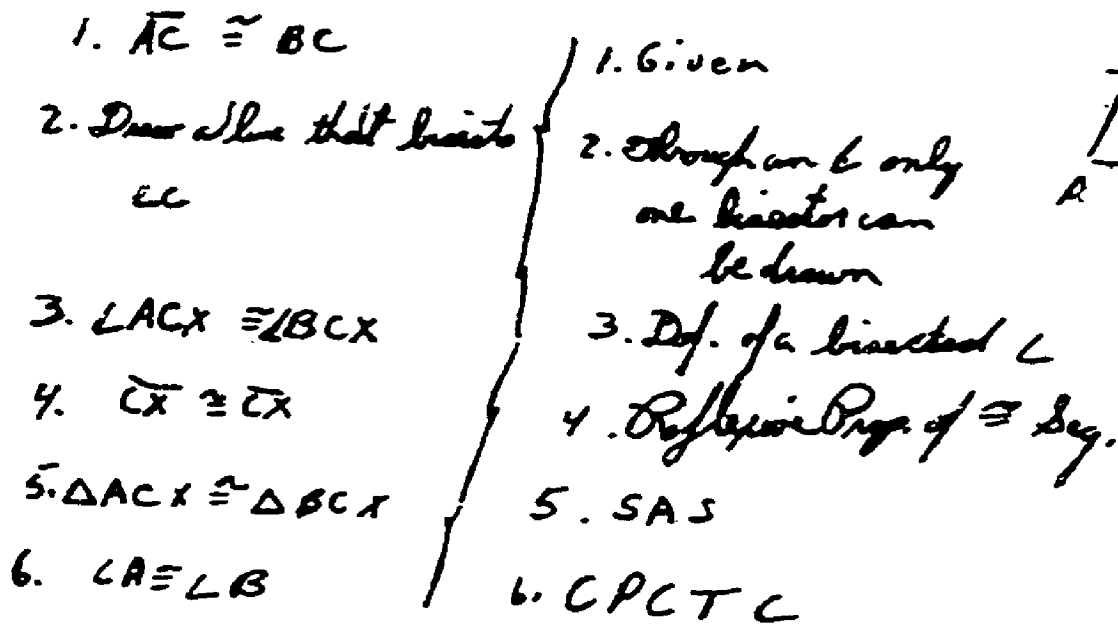 1. AC ≅ BC
2. Draw a line that bisects
∠C
3. ∠ACX ≅ ∠BCX
4. CX ≅ CX
5. △ACX ≅ △BCX
6. ∠A ≅ ∠B
1. Given
2. Through an ∠ only
one bisector can
be drawn
3. Def. of a bisected ∠
4. Reflexive Prop. of ≅ Seg.
5. SAS
6. CPCTC
A